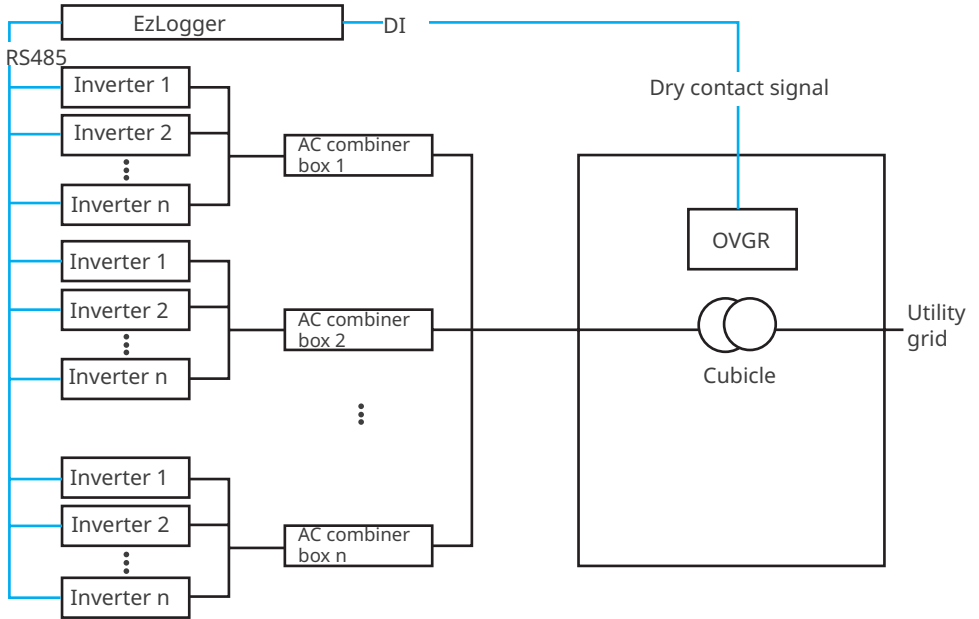 EzLogger
DI
RS485
Dry contact signal
Inverter 1
Inverter 2
Inverter n
AC combiner
box 1
OVGR
Inverter 1
Inverter 2
Inverter n
AC combiner
box 2
Utility
grid
Cubicle
Inverter 1
Inverter 2
Inverter n
AC combiner
box n